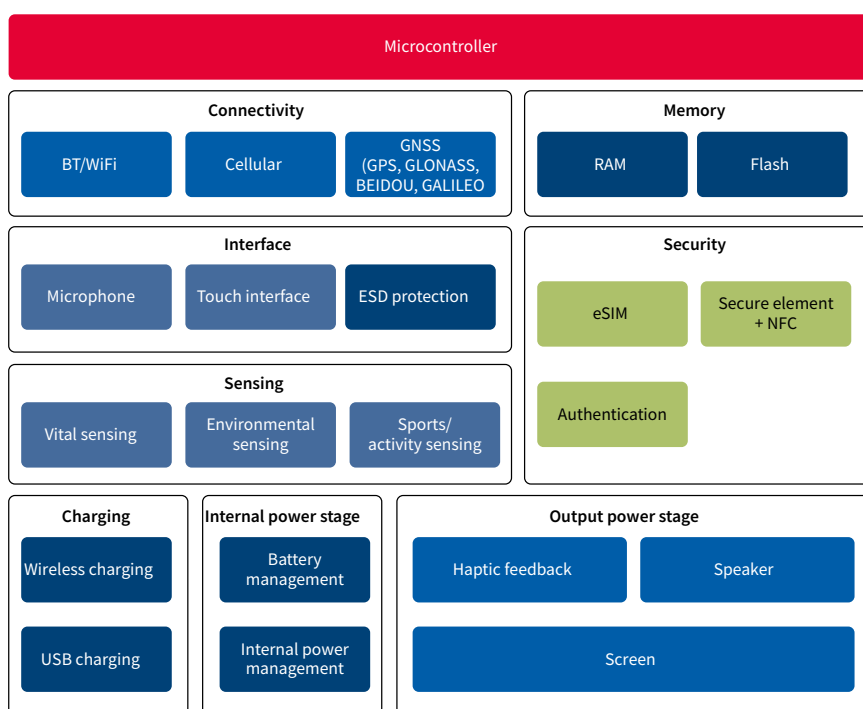 Microcontroller
Connectivity
BT/WiFi
Cellular
GNSS
(GPS, GLONASS,
BEIDOU, GALILEO
Memory
RAM
Flash
Interface
Microphone
Touch interface
ESD protection
Security
eSIM
Secure element
+ NFC
Authentication
Sensing
Vital sensing
Environmental
sensing
Sports/
activity sensing
Charging
Wireless charging
USB charging
Internal power stage
Battery
management
Internal power
management
Output power stage
Haptic feedback
Speaker
Screen